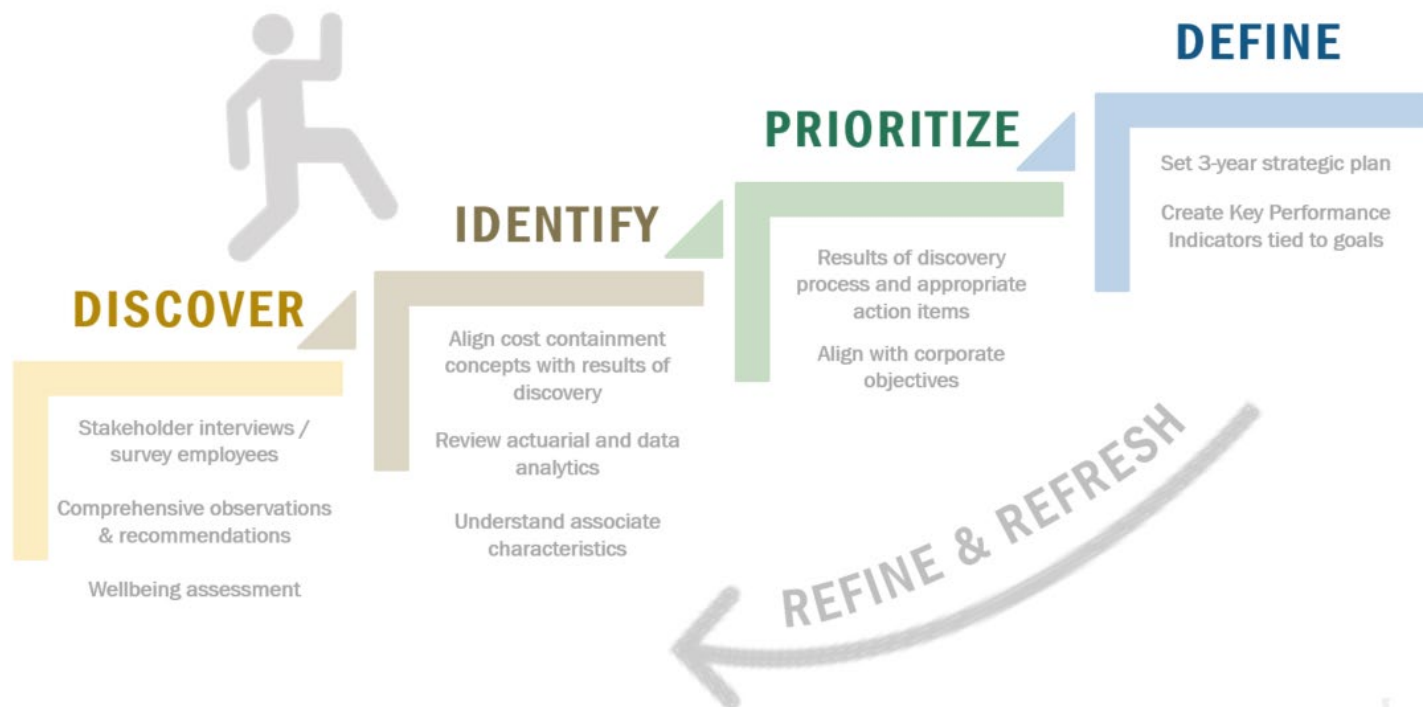 DISCOVER
Stakeholder interviews /
survey employees
Comprehensive observations
& recommendations
Wellbeing assessment
IDENTIFY
Align cost containment
concepts with results of
discovery
Review actuarial and data
analytics
Understand associate
characteristics
PRIORITIZE
Results of discovery
process and appropriate
action items
Align with corporate
objectives
DEFINE
Set 3-year strategic plan
Create Key Performance
Indicators tied to goals
REFINE & REFRESH